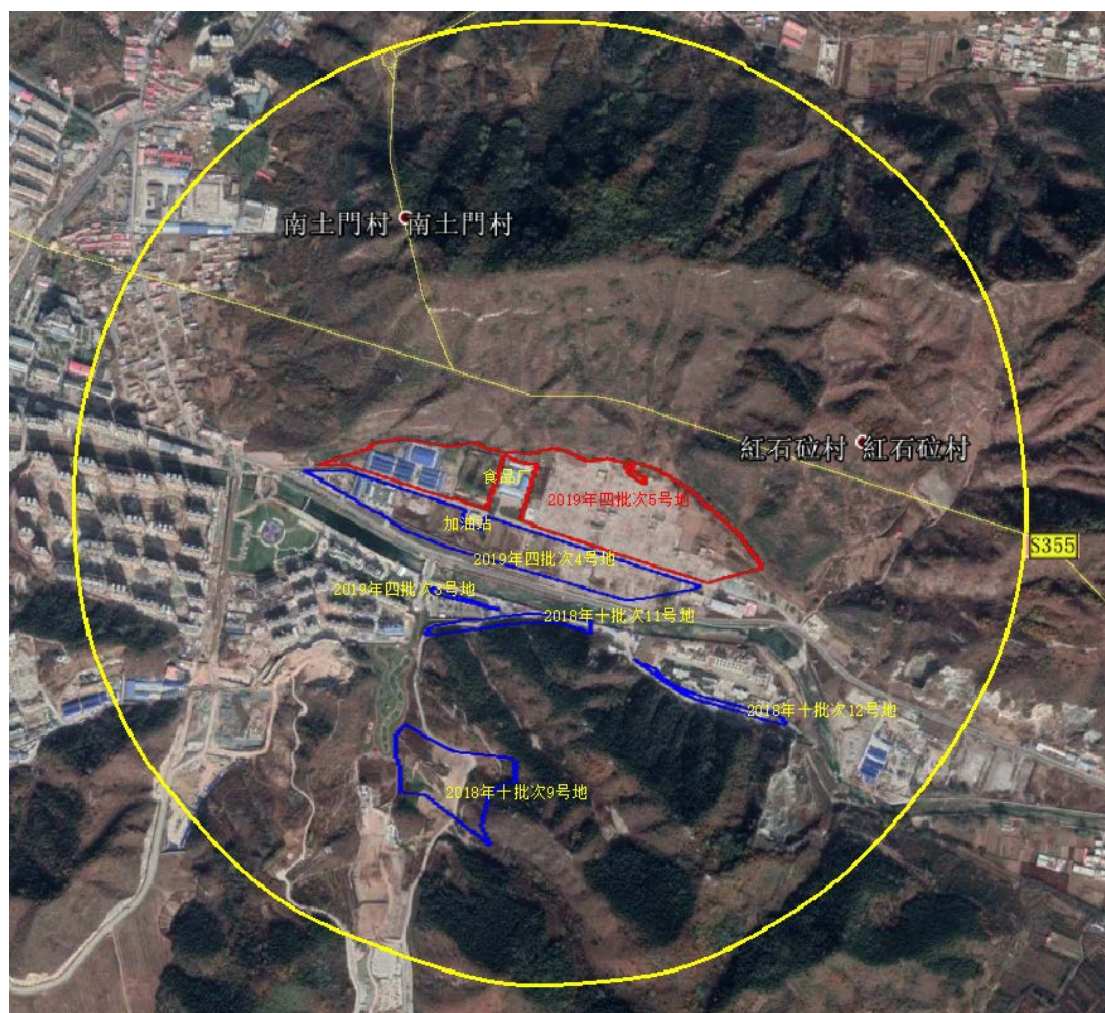 南土門村 南土門村
紅石砬村 紅石砬村
食品厂
2019年四批次5号地
加油站
S355
2019年四批次4号地
2019年四批次3号地
2018年十批次11号地
2018年十批次12号地
2018年十批次9号地